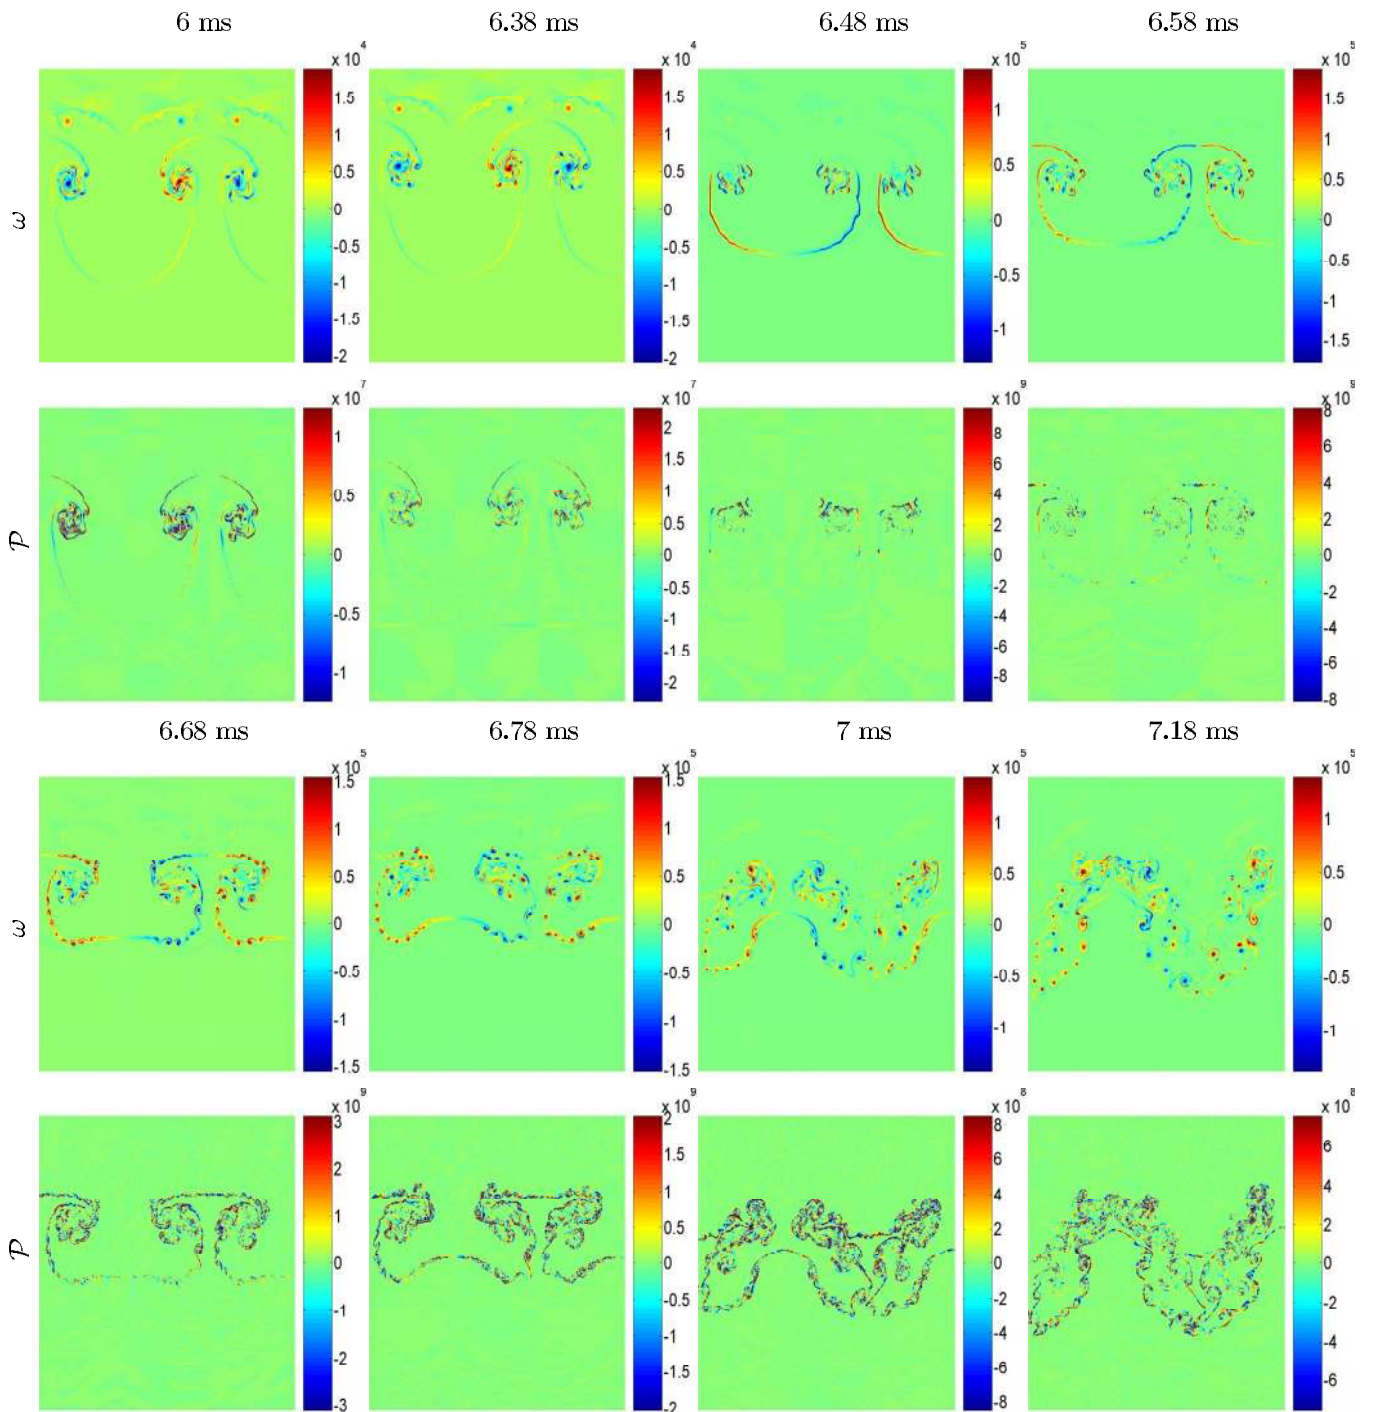 6 ms 6.38 ms 6.48 ms 6.58 ms
x 10^4 x 10^4 x 10^5 x 10^5
ω
1.5 1 0.5 0 -0.5 -1 -1.5 -2
1.5 1 0.5 0 -0.5 -1 -1.5 -2
1 0.5 0 -0.5 -1
1.5 1 0.5 0 -0.5 -1 -1.5
x 10^7 x 10^7 x 10^9 x 10^9
𝒫
1 0.5 0 -0.5 -1
2 1.5 1 0.5 0 -0.5 -1 -1.5 -2
8 6 4 2 0 -2 -4 -6 -8
8 6 4 2 0 -2 -4 -6 -8
6.68 ms 6.78 ms 7 ms 7.18 ms
x 10^5 x 10^5 x 10^5 x 10^5
ω
1.5 1 0.5 0 -0.5 -1 -1.5
1.5 1 0.5 0 -0.5 -1 -1.5
1 0.5 0 -0.5 -1
1 0.5 0 -0.5 -1
x 10^9 x 10^9 x 10^8 x 10^8
𝒫
3 2 1 0 -1 -2 -3
2 1.5 1 0.5 0 -0.5 -1 -1.5 -2
8 6 4 2 0 -2 -4 -6 -8
6 4 2 0 -2 -4 -6